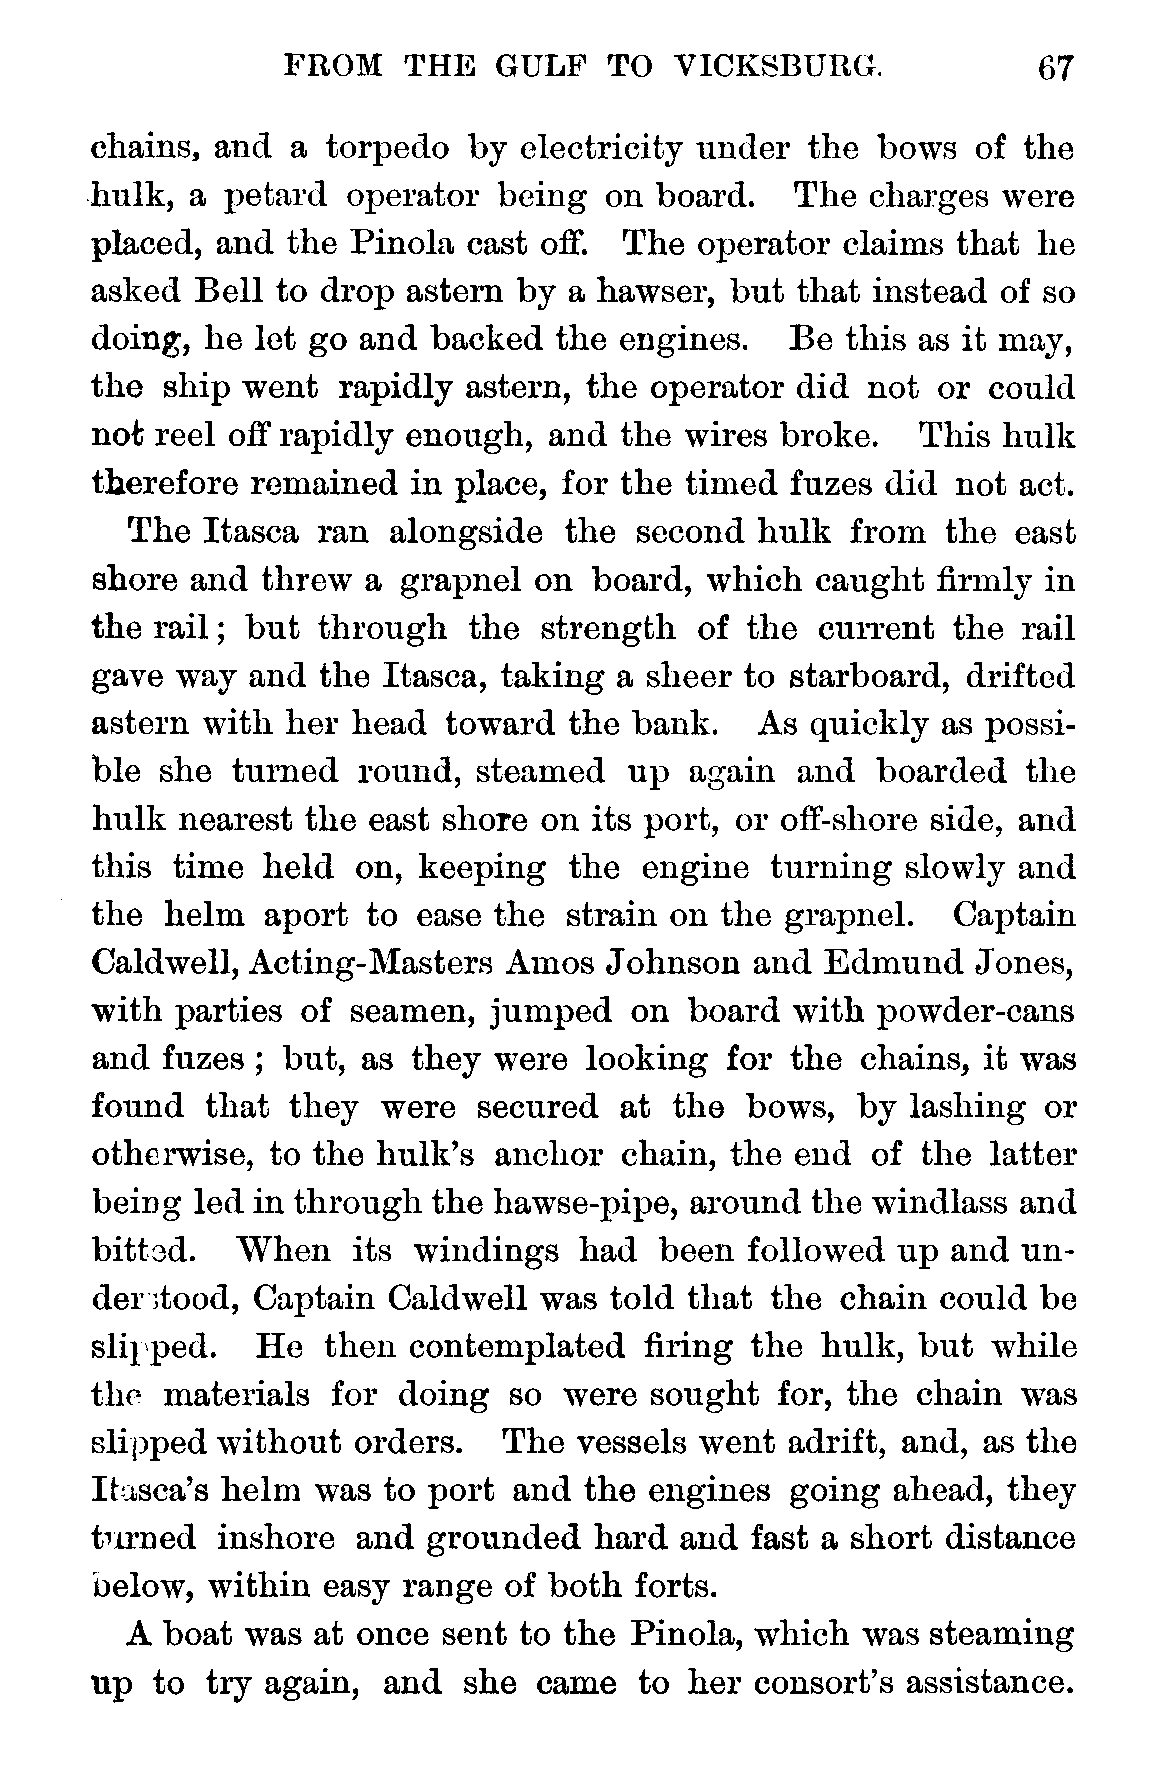 FROM THE GULF TO VICKSBURG. 67
chains, and a torpedo by electricity under the bows of the
hulk, a petard operator being on board. The charges were
placed, and the Pinola cast off. The operator claims that he
asked Bell to drop astern by a hawser, but that instead of so
doing, he let go and backed the engines. Be this as it may,
the ship went rapidly astern, the operator did not or could
not reel off rapidly enough, and the wires broke. This hulk
therefore remained in place, for the timed fuzes did not act.
The Itasca ran alongside the second hulk from the east
shore and threw a grapnel on board, which caught firmly in
the rail; but through the strength of the current the rail
gave way and the Itasca, taking a sheer to starboard, drifted
astern with her head toward the bank. As quickly as possi-
ble she turned round, steamed up again and boarded the
hulk nearest the east shore on its port, or off-shore side, and
this time held on, keeping the engine turning slowly and
the helm aport to ease the strain on the grapnel. Captain
Caldwell, Acting-Masters Amos Johnson and Edmund Jones,
with parties of seamen, jumped on board with powder-cans
and fuzes; but, as they were looking for the chains, it was
found that they were secured at the bows, by lashing or
otherwise, to the hulk's anchor chain, the end of the latter
being led in through the hawse-pipe, around the windlass and
bitted. When its windings had been followed up and un-
derstood, Captain Caldwell was told that the chain could be
slipped. He then contemplated firing the hulk, but while
the materials for doing so were sought for, the chain was
slipped without orders. The vessels went adrift, and, as the
Itasca's helm was to port and the engines going ahead, they
turned inshore and grounded hard and fast a short distance
below, within easy range of both forts.
A boat was at once sent to the Pinola, which was steaming
up to try again, and she came to her consort's assistance.